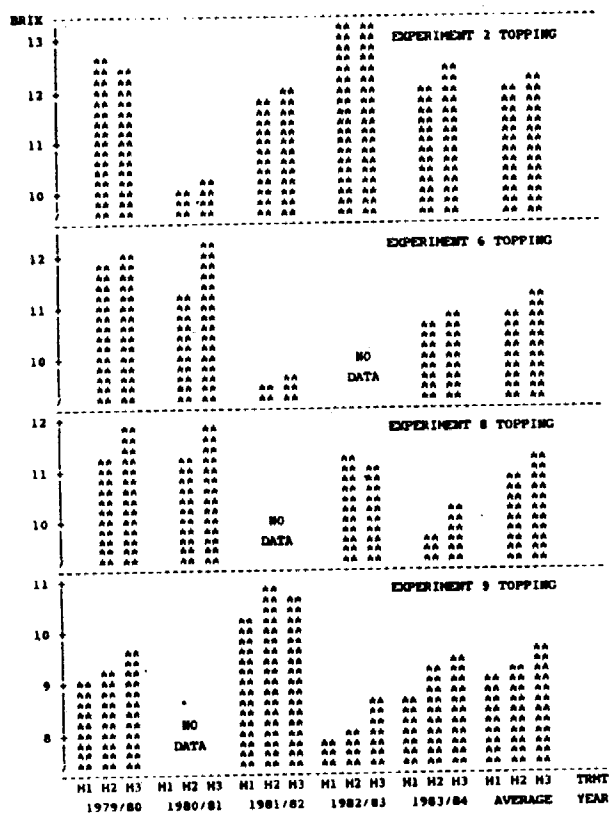 BRIX
13
EXPERIMENT 2 TOPPING
12
11
10
12
EXPERIMENT 6 TOPPING
11
10
NO
DATA
12
EXPERIMENT 8 TOPPING
11
10
NO
DATA
11
EXPERIMENT 9 TOPPING
10
9
8
NO
DATA
H1 H2 H3 H1 H2 H3 H1 H2 H3 H1 H2 H3 H1 H2 H3 H1 H2 H3 TRMT
1979/80 1980/81 1981/82 1982/83 1983/84 AVERAGE YEAR